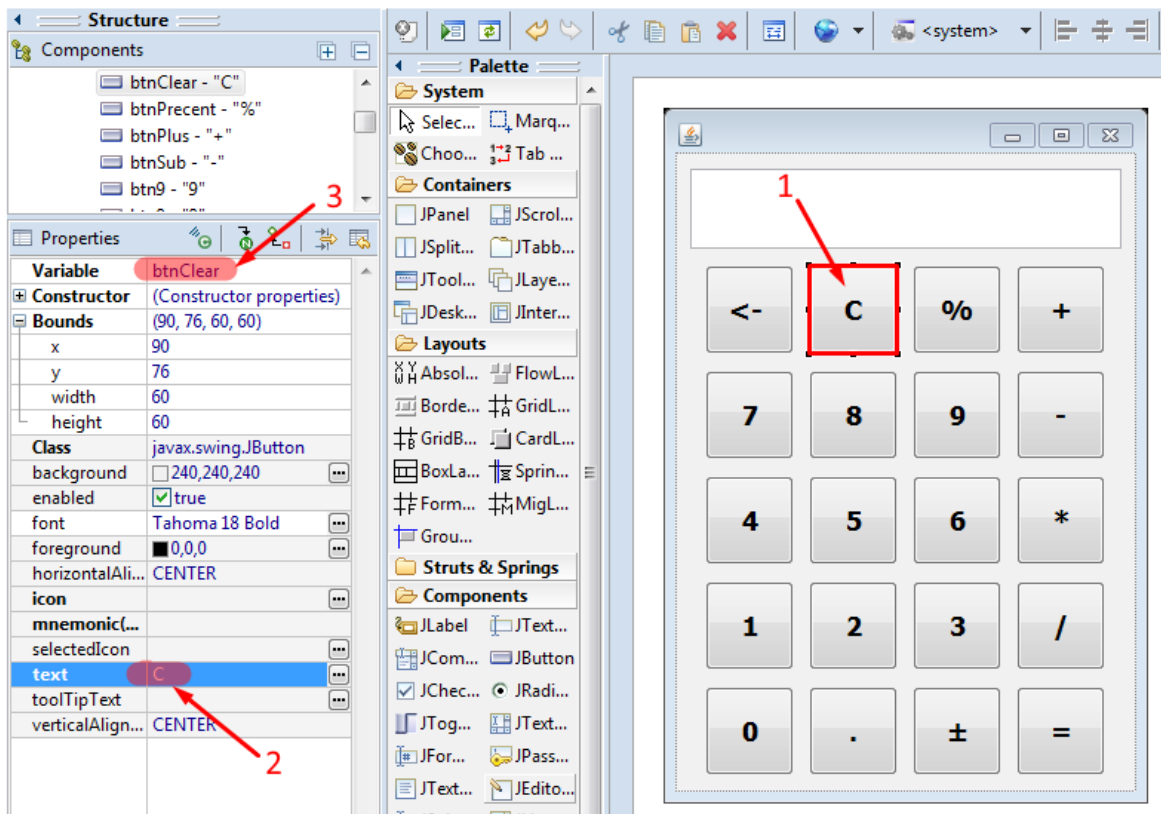 Structure
Components
btnClear - "C"
btnPrecent - "%"
btnPlus - "+"
btnSub - "-"
btn9 - "9"
3
Properties
Variable btnClear
Constructor (Constructor properties)
Bounds (90, 76, 60, 60)
x 90
y 76
width 60
height 60
Class javax.swing.JButton
background 240,240,240
enabled true
font Tahoma 18 Bold
foreground 0,0,0
horizontalAli... CENTER
icon
mnemonic(...
selectedIcon
text C
toolTipText
verticalAlign... CENTER
2
<system>
Palette
System
Selec... Marq...
Choo... Tab ...
Containers
JPanel JScrol...
JSplit... JTabb...
JTool... JLaye...
JDesk... JInter...
Layouts
Absol... FlowL...
Borde... GridL...
GridB... CardL...
BoxLa... Sprin...
Form... MigL...
Grou...
Struts & Springs
Components
JLabel JText...
JCom... JButton
JChec... JRadi...
JTog... JText...
JFor... JPass...
JText... JEdito...
1
<- C % +
7 8 9 -
4 5 6 *
1 2 3 /
0 . ± =